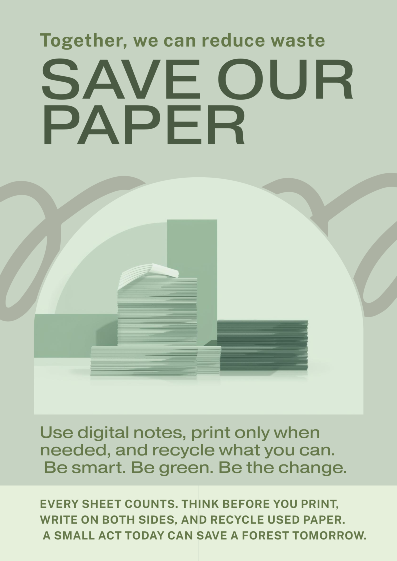 Together, we can reduce waste
SAVE OUR
PAPER
Use digital notes, print only when
needed, and recycle what you can.
Be smart. Be green. Be the change.
EVERY SHEET COUNTS. THINK BEFORE YOU PRINT,
WRITE ON BOTH SIDES, AND RECYCLE USED PAPER.
A SMALL ACT TODAY CAN SAVE A FOREST TOMORROW.